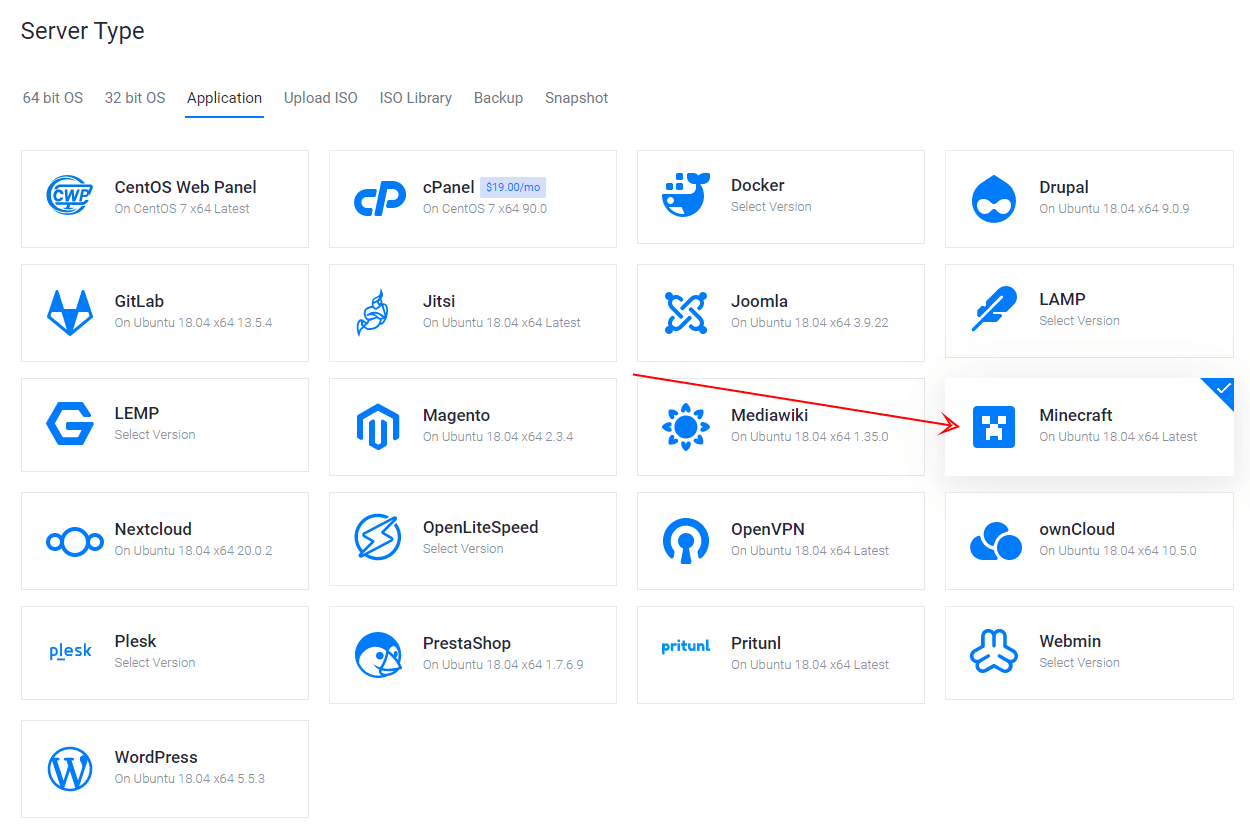 Server Type
64 bit OS 32 bit OS Application Upload ISO ISO Library Backup Snapshot
CWP
CentOS Web Panel
On CentOS 7 x64 Latest
cP
cPanel $19.00/mo
On CentOS 7 x64 90.0
Docker
Select Version
Drupal
On Ubuntu 18.04 x64 9.0.9
GitLab
On Ubuntu 18.04 x64 13.5.4
Jitsi
On Ubuntu 18.04 x64 Latest
Joomla
On Ubuntu 18.04 x64 3.9.22
LAMP
Select Version
LEMP
Select Version
Magento
On Ubuntu 18.04 x64 2.3.4
Mediawiki
On Ubuntu 18.04 x64 1.35.0
Minecraft
On Ubuntu 18.04 x64 Latest
Nextcloud
On Ubuntu 18.04 x64 20.0.2
OpenLiteSpeed
Select Version
OpenVPN
On Ubuntu 18.04 x64 Latest
ownCloud
On Ubuntu 18.04 x64 10.5.0
plesk
Plesk
Select Version
PrestaShop
On Ubuntu 18.04 x64 1.7.6.9
pritunl
Pritunl
On Ubuntu 18.04 x64 Latest
Webmin
Select Version
W
WordPress
On Ubuntu 18.04 x64 5.5.3